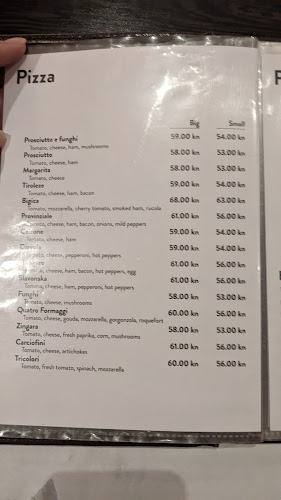 Pizza
Big Small
Prosciutto e funghi 59.00 kn 54.00 kn
Tomato, cheese, ham, mushrooms
Prosciutto 58.00 kn 53.00 kn
Tomato, cheese, ham
Margarita 58.00 kn 53.00 kn
Tomato, cheese
Tiroleze 59.00 kn 54.00 kn
Tomato, cheese, ham, bacon
Bigica 68.00 kn 63.00 kn
Tomato, mozzarella, cherry tomato, smoked ham, rucola
Provinziale 61.00 kn 56.00 kn
Tomato, cheese, ham, bacon, onions, mild peppers
59.00 kn 54.00 kn
Tomato, cheese, ham
59.00 kn 54.00 kn
Tomato, cheese, pepperoni, hot peppers
61.00 kn 56.00 kn
cheese, ham, bacon, hot peppers, egg
Slavonska 61.00 kn 56.00 kn
Tomato, cheese, ham, pepperoni, hot peppers
Funghi 58.00 kn 53.00 kn
Tomato, cheese, mushrooms
Quatro Formaggi 60.00 kn 56.00 kn
Tomato, cheese, gouda, mozzarella, gorgonzola, roquefort
Zingara 58.00 kn 53.00 kn
Tomato, cheese, fresh paprika, corn, mushrooms
Carciofini 61.00 kn 56.00 kn
Tomato, cheese, artichokes
Tricolori 60.00 kn 56.00 kn
Tomato, fresh tomato, spinach, mozzarella